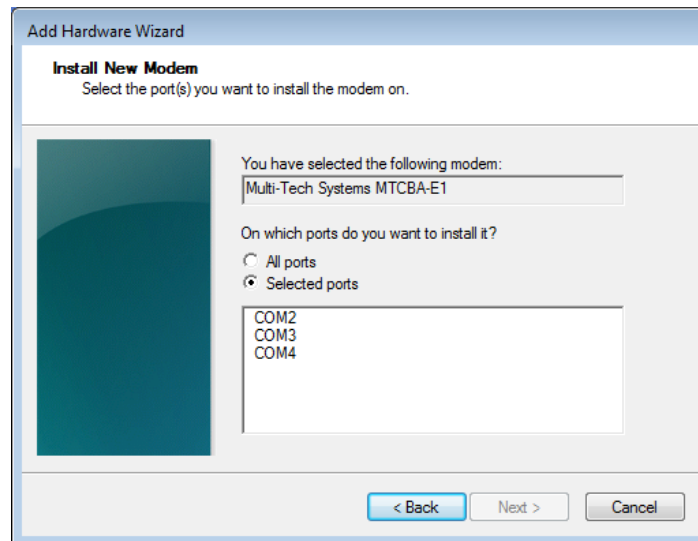 Add Hardware Wizard
Install New Modem
Select the port(s) you want to install the modem on.
You have selected the following modem:
Multi-Tech Systems MTCBA-E1
On which ports do you want to install it?
All ports
Selected ports
COM2
COM3
COM4
< Back Next > Cancel